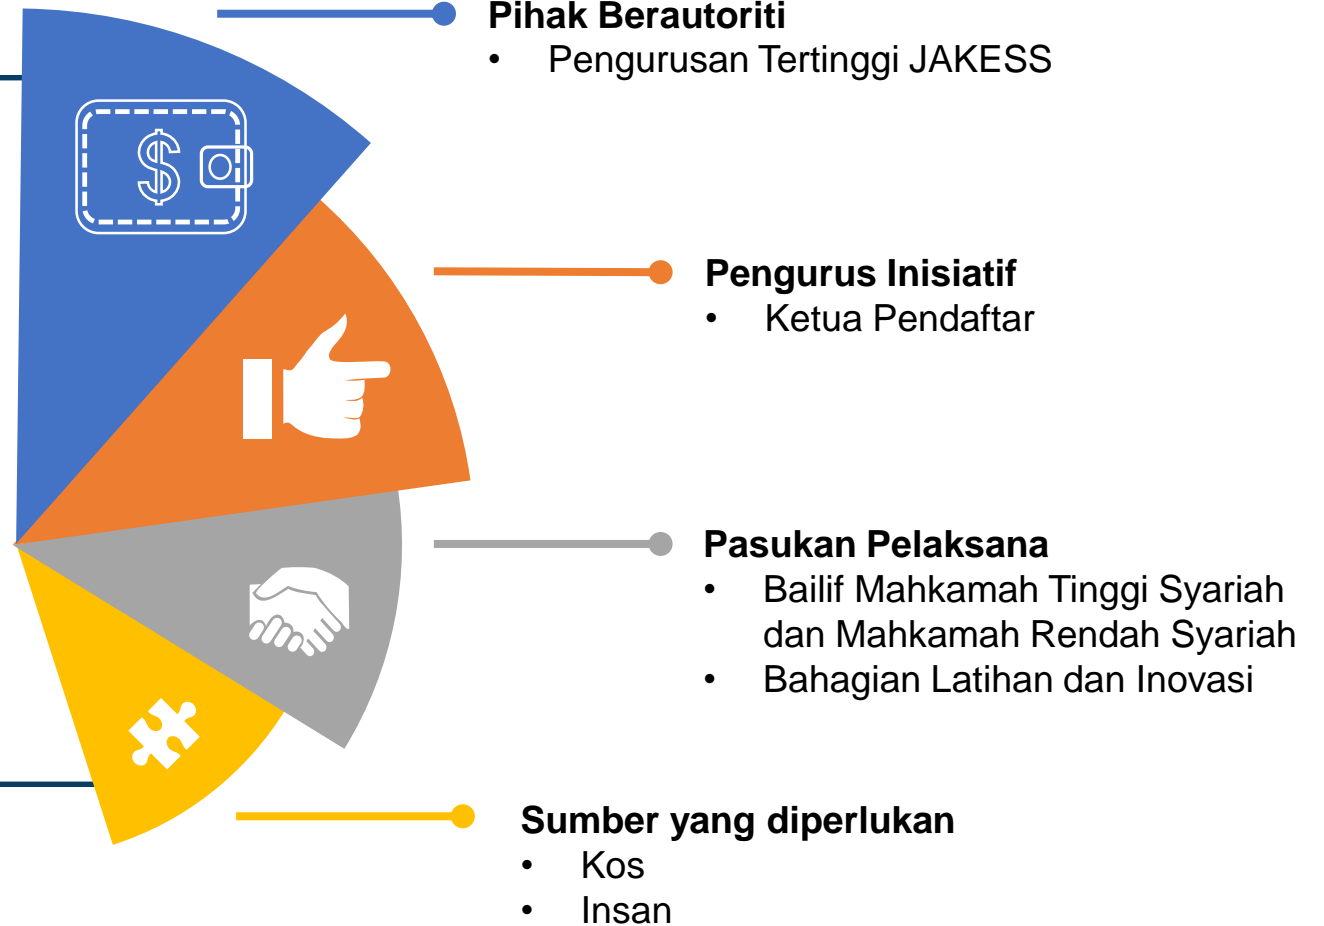 Pihak Berautoriti
• Pengurusan Tertinggi JAKESS
$
Pengurus Inisiatif
• Ketua Pendaftar
Pasukan Pelaksana
• Bailif Mahkamah Tinggi Syariah
dan Mahkamah Rendah Syariah
• Bahagian Latihan dan Inovasi
Sumber yang diperlukan
• Kos
• Insan